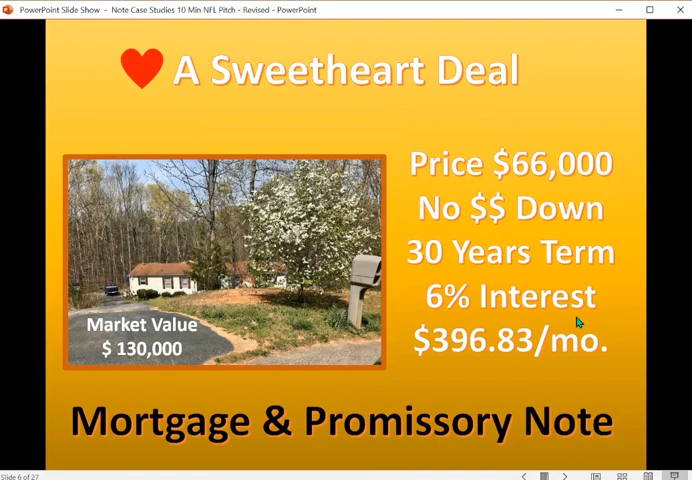 PowerPoint Slide Show - Note Case Studies 10 Min NFL Pitch - Revised - PowerPoint
A Sweetheart Deal
Price $66,000
No $$ Down
30 Years Term
6% Interest
$396.83/mo.
Market Value
$ 130,000
Mortgage & Promissory Note
Slide 6 of 27